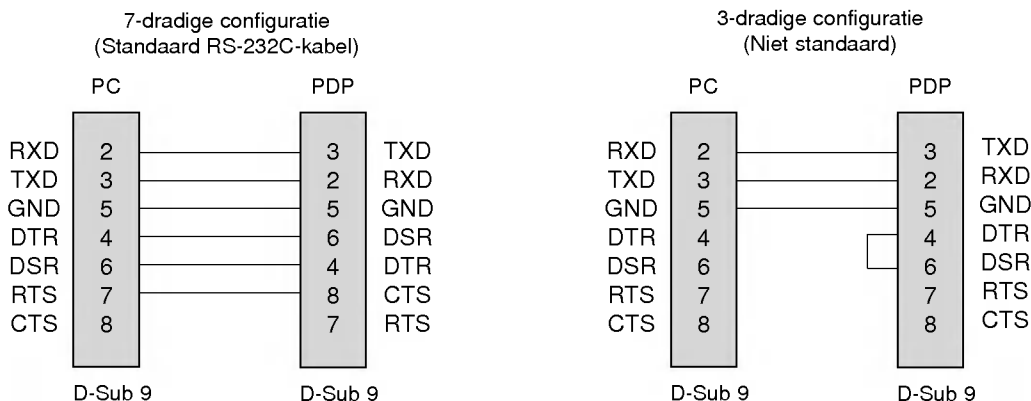 7-dradige configuratie
(Standaard RS-232C-kabel)
PC PDP
RXD 2 3 TXD
TXD 3 2 RXD
GND 5 5 GND
DTR 4 6 DSR
DSR 6 4 DTR
RTS 7 8 CTS
CTS 8 7 RTS
D-Sub 9 D-Sub 9
3-dradige configuratie
(Niet standaard)
PC PDP
RXD 2 3 TXD
TXD 3 2 RXD
GND 5 5 GND
DTR 4 4 DTR
DSR 6 6 DSR
RTS 7 7 RTS
CTS 8 8 CTS
D-Sub 9 D-Sub 9